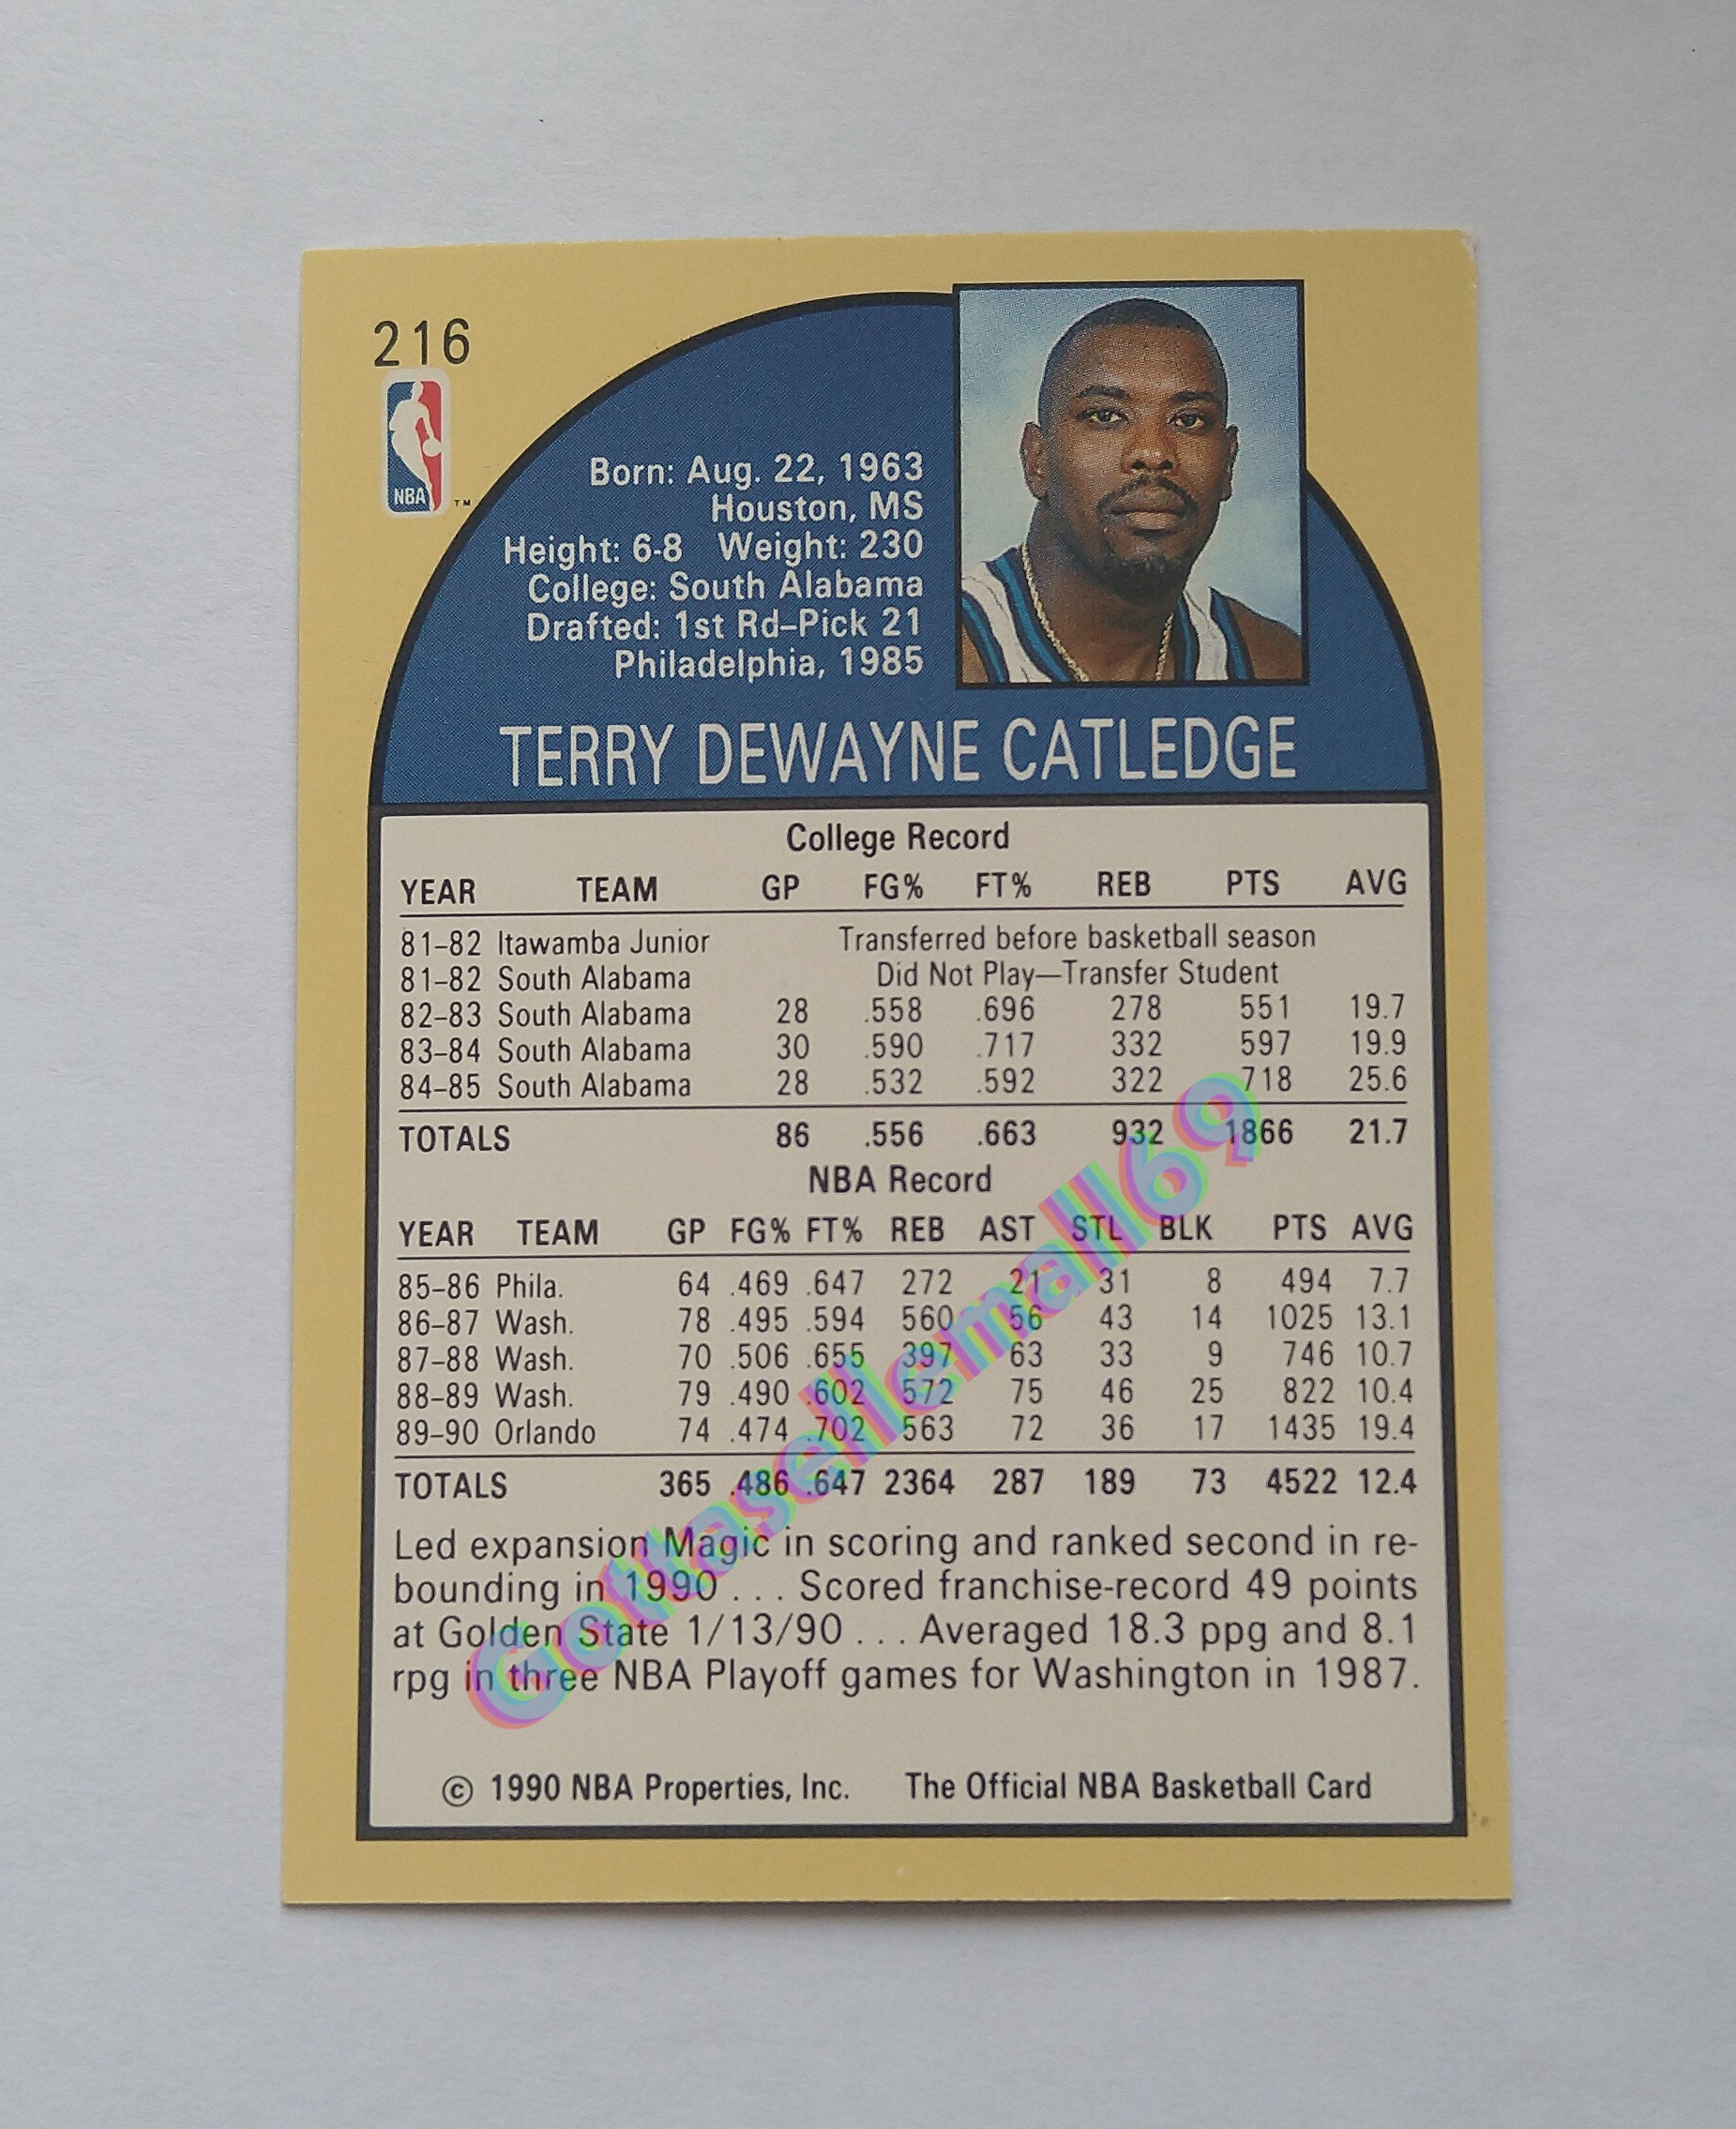 216
NBA
TM
Born: Aug. 22, 1963
Houston, MS
Height: 6-8 Weight: 230
College: South Alabama
Drafted: 1st Rd–Pick 21
Philadelphia, 1985
TERRY DEWAYNE CATLEDGE
College Record
YEAR TEAM GP FG% FT% REB PTS AVG
81–82 Itawamba Junior Transferred before basketball season
81–82 South Alabama Did Not Play—Transfer Student
82–83 South Alabama 28 .558 .696 278 551 19.7
83–84 South Alabama 30 .590 .717 332 597 19.9
84–85 South Alabama 28 .532 .592 322 718 25.6
TOTALS 86 .556 .663 932 1866 21.7
NBA Record
YEAR TEAM GP FG% FT% REB AST STL BLK PTS AVG
85–86 Phila. 64 .469 .647 272 21 31 8 494 7.7
86–87 Wash. 78 .495 .594 560 56 43 14 1025 13.1
87–88 Wash. 70 .506 .655 397 63 33 9 746 10.7
88–89 Wash. 79 .490 .602 572 75 46 25 822 10.4
89–90 Orlando 74 .474 .702 563 72 36 17 1435 19.4
TOTALS 365 .486 .647 2364 287 189 73 4522 12.4
Led expansion Magic in scoring and ranked second in re-
bounding in 1990 . . . Scored franchise-record 49 points
at Golden State 1/13/90 . . . Averaged 18.3 ppg and 8.1
rpg in three NBA Playoff games for Washington in 1987.
© 1990 NBA Properties, Inc. The Official NBA Basketball Card
Gottasellemall69